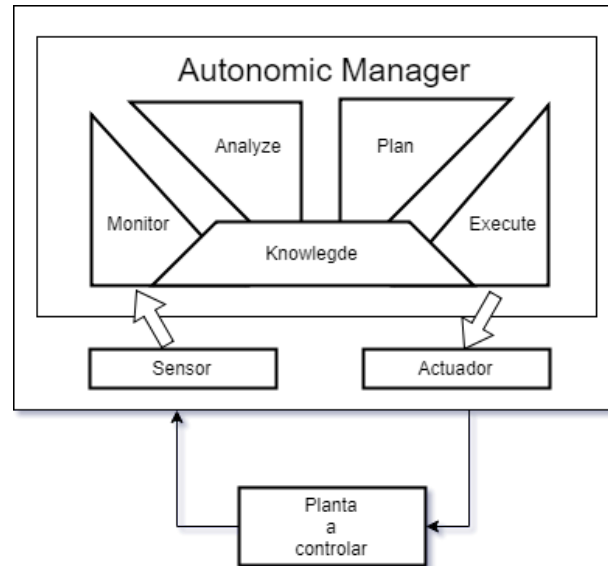 Autonomic Manager
Analyze
Plan
Monitor
Execute
Knowlegde
Sensor
Actuador
Planta
a
controlar